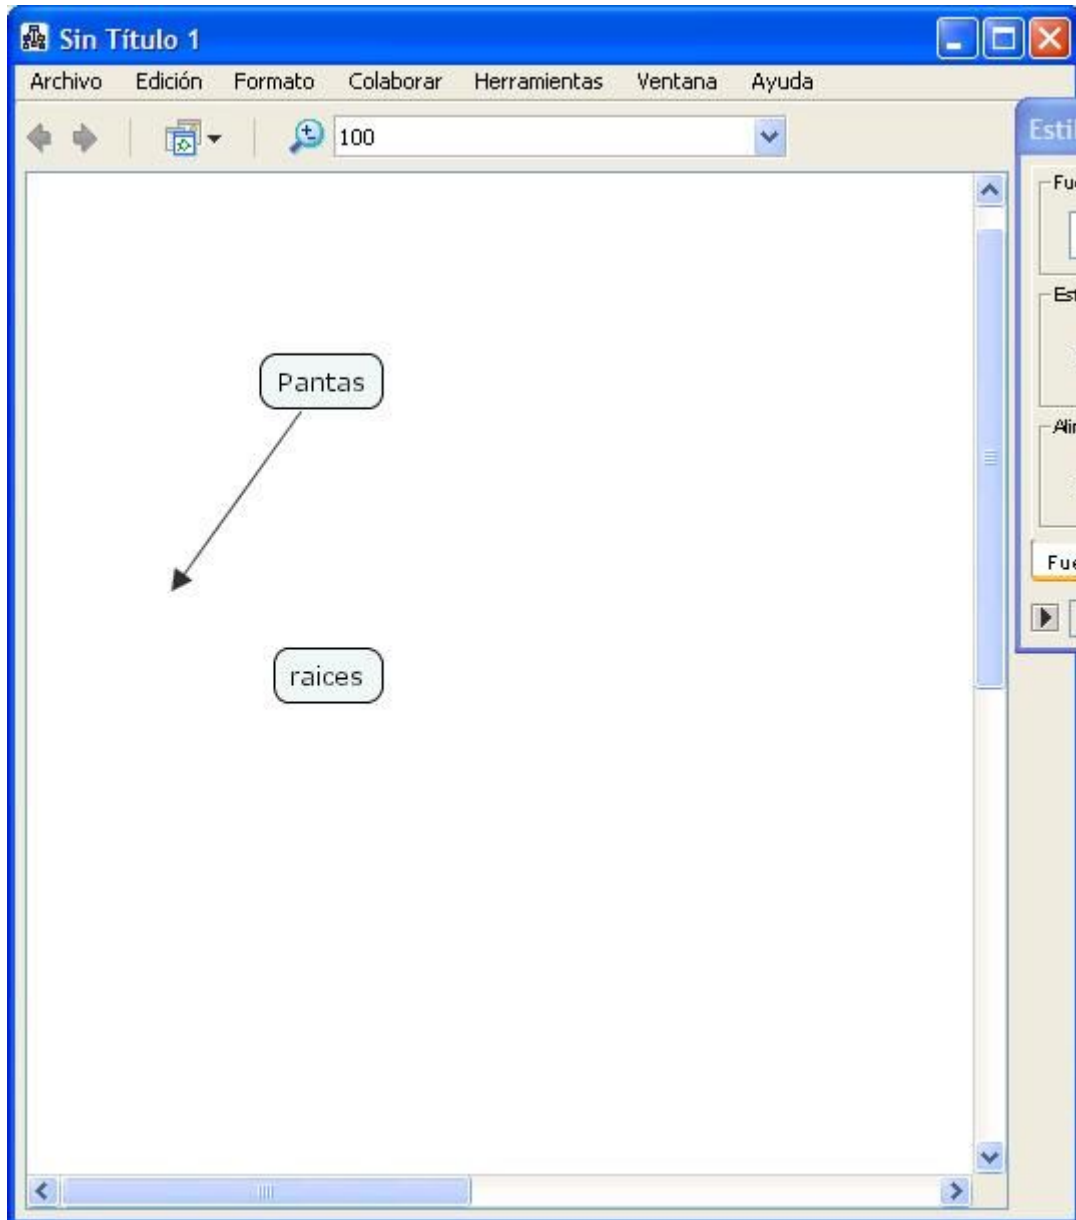 Sin Título 1
Archivo Edición Formato Colaborar Herramientas Ventana Ayuda
100
Pantas
raices